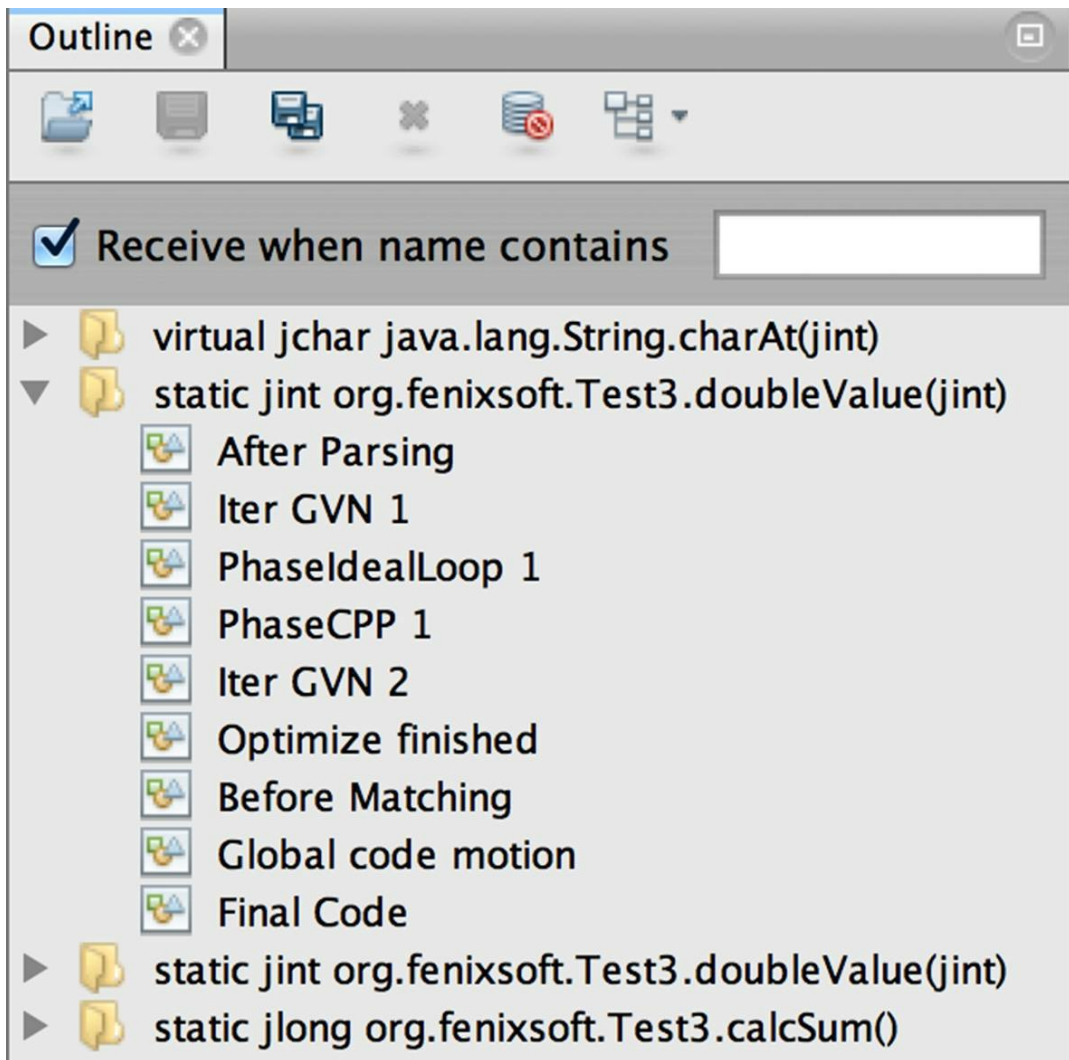 Outline
Receive when name contains
virtual jchar java.lang.String.charAt(jint)
static jint org.fenixsoft.Test3.doubleValue(jint)
After Parsing
Iter GVN 1
PhaseIdealLoop 1
PhaseCPP 1
Iter GVN 2
Optimize finished
Before Matching
Global code motion
Final Code
static jint org.fenixsoft.Test3.doubleValue(jint)
static jlong org.fenixsoft.Test3.calcSum()